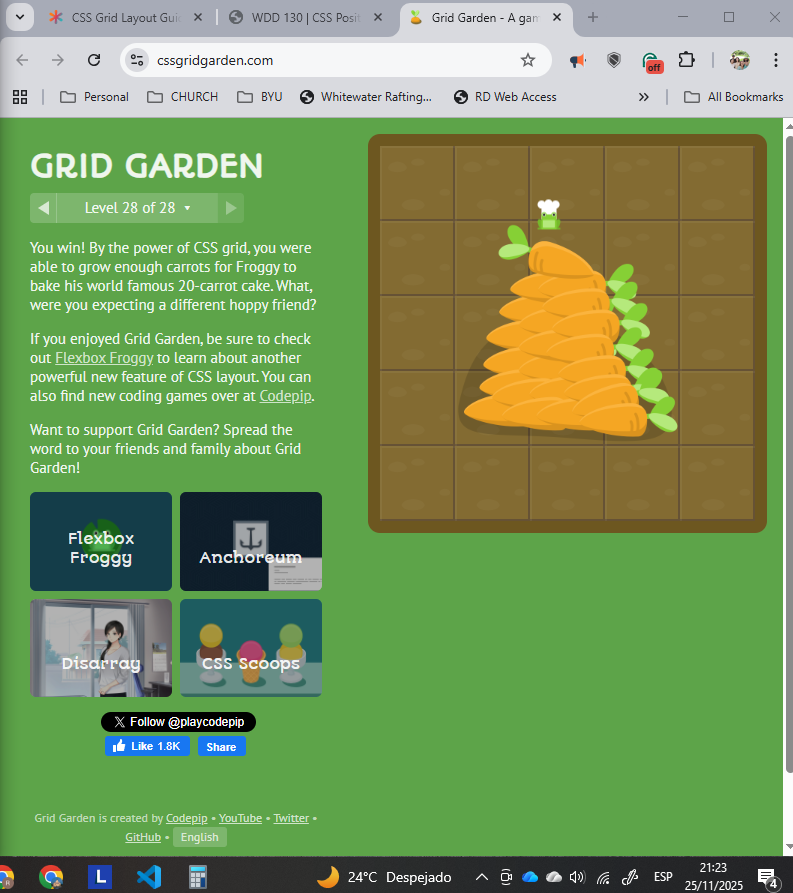 CSS Grid Layout Gui
WDD 130 | CSS Posit
Grid Garden - A gam
cssgridgarden.com
off
Personal
CHURCH
BYU
Whitewater Rafting...
RD Web Access
All Bookmarks
GRID GARDEN
Level 28 of 28
You win! By the power of CSS grid, you were
able to grow enough carrots for Froggy to
bake his world famous 20-carrot cake. What,
were you expecting a different hoppy friend?
If you enjoyed Grid Garden, be sure to check
out Flexbox Froggy to learn about another
powerful new feature of CSS layout. You can
also find new coding games over at Codepip.
Want to support Grid Garden? Spread the
word to your friends and family about Grid
Garden!
Flexbox
Froggy
Anchoreum
Disarray
CSS Scoops
Follow @playcodepip
Like 1.8K
Share
Grid Garden is created by Codepip • YouTube • Twitter •
GitHub • English
L
24°C Despejado
ESP
21:23
25/11/2025
4